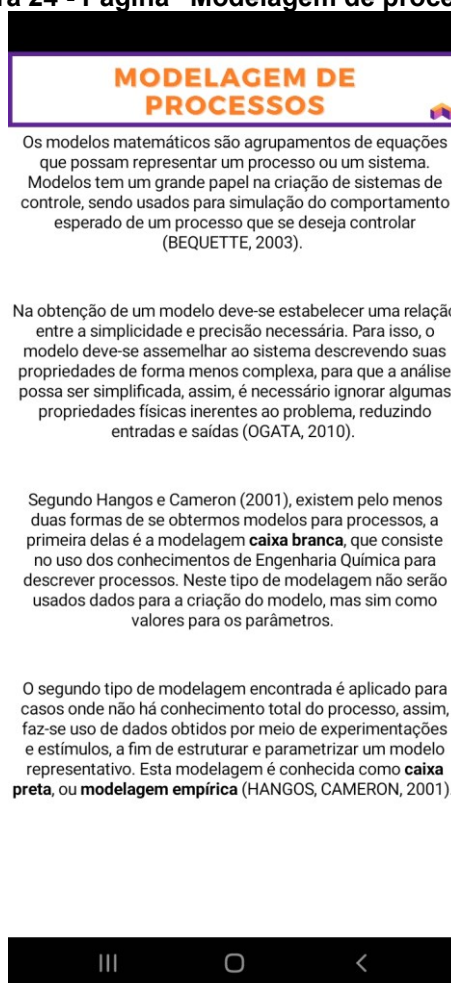 24 - Página "Modelagem de proce
MODELAGEM DE
PROCESSOS
Os modelos matemáticos são agrupamentos de equações
que possam representar um processo ou um sistema.
Modelos tem um grande papel na criação de sistemas de
controle, sendo usados para simulação do comportamento
esperado de um processo que se deseja controlar
(BEQUETTE, 2003).
Na obtenção de um modelo deve-se estabelecer uma relação
entre a simplicidade e precisão necessária. Para isso, o
modelo deve-se assemelhar ao sistema descrevendo suas
propriedades de forma menos complexa, para que a análise
possa ser simplificada, assim, é necessário ignorar algumas
propriedades físicas inerentes ao problema, reduzindo
entradas e saídas (OGATA, 2010).
Segundo Hangos e Cameron (2001), existem pelo menos
duas formas de se obtermos modelos para processos, a
primeira delas é a modelagem caixa branca, que consiste
no uso dos conhecimentos de Engenharia Química para
descrever processos. Neste tipo de modelagem não serão
usados dados para a criação do modelo, mas sim como
valores para os parâmetros.
O segundo tipo de modelagem encontrada é aplicado para
casos onde não há conhecimento total do processo, assim,
faz-se uso de dados obtidos por meio de experimentações
e estímulos, a fim de estruturar e parametrizar um modelo
representativo. Esta modelagem é conhecida como caixa
preta, ou modelagem empírica (HANGOS, CAMERON, 2001).